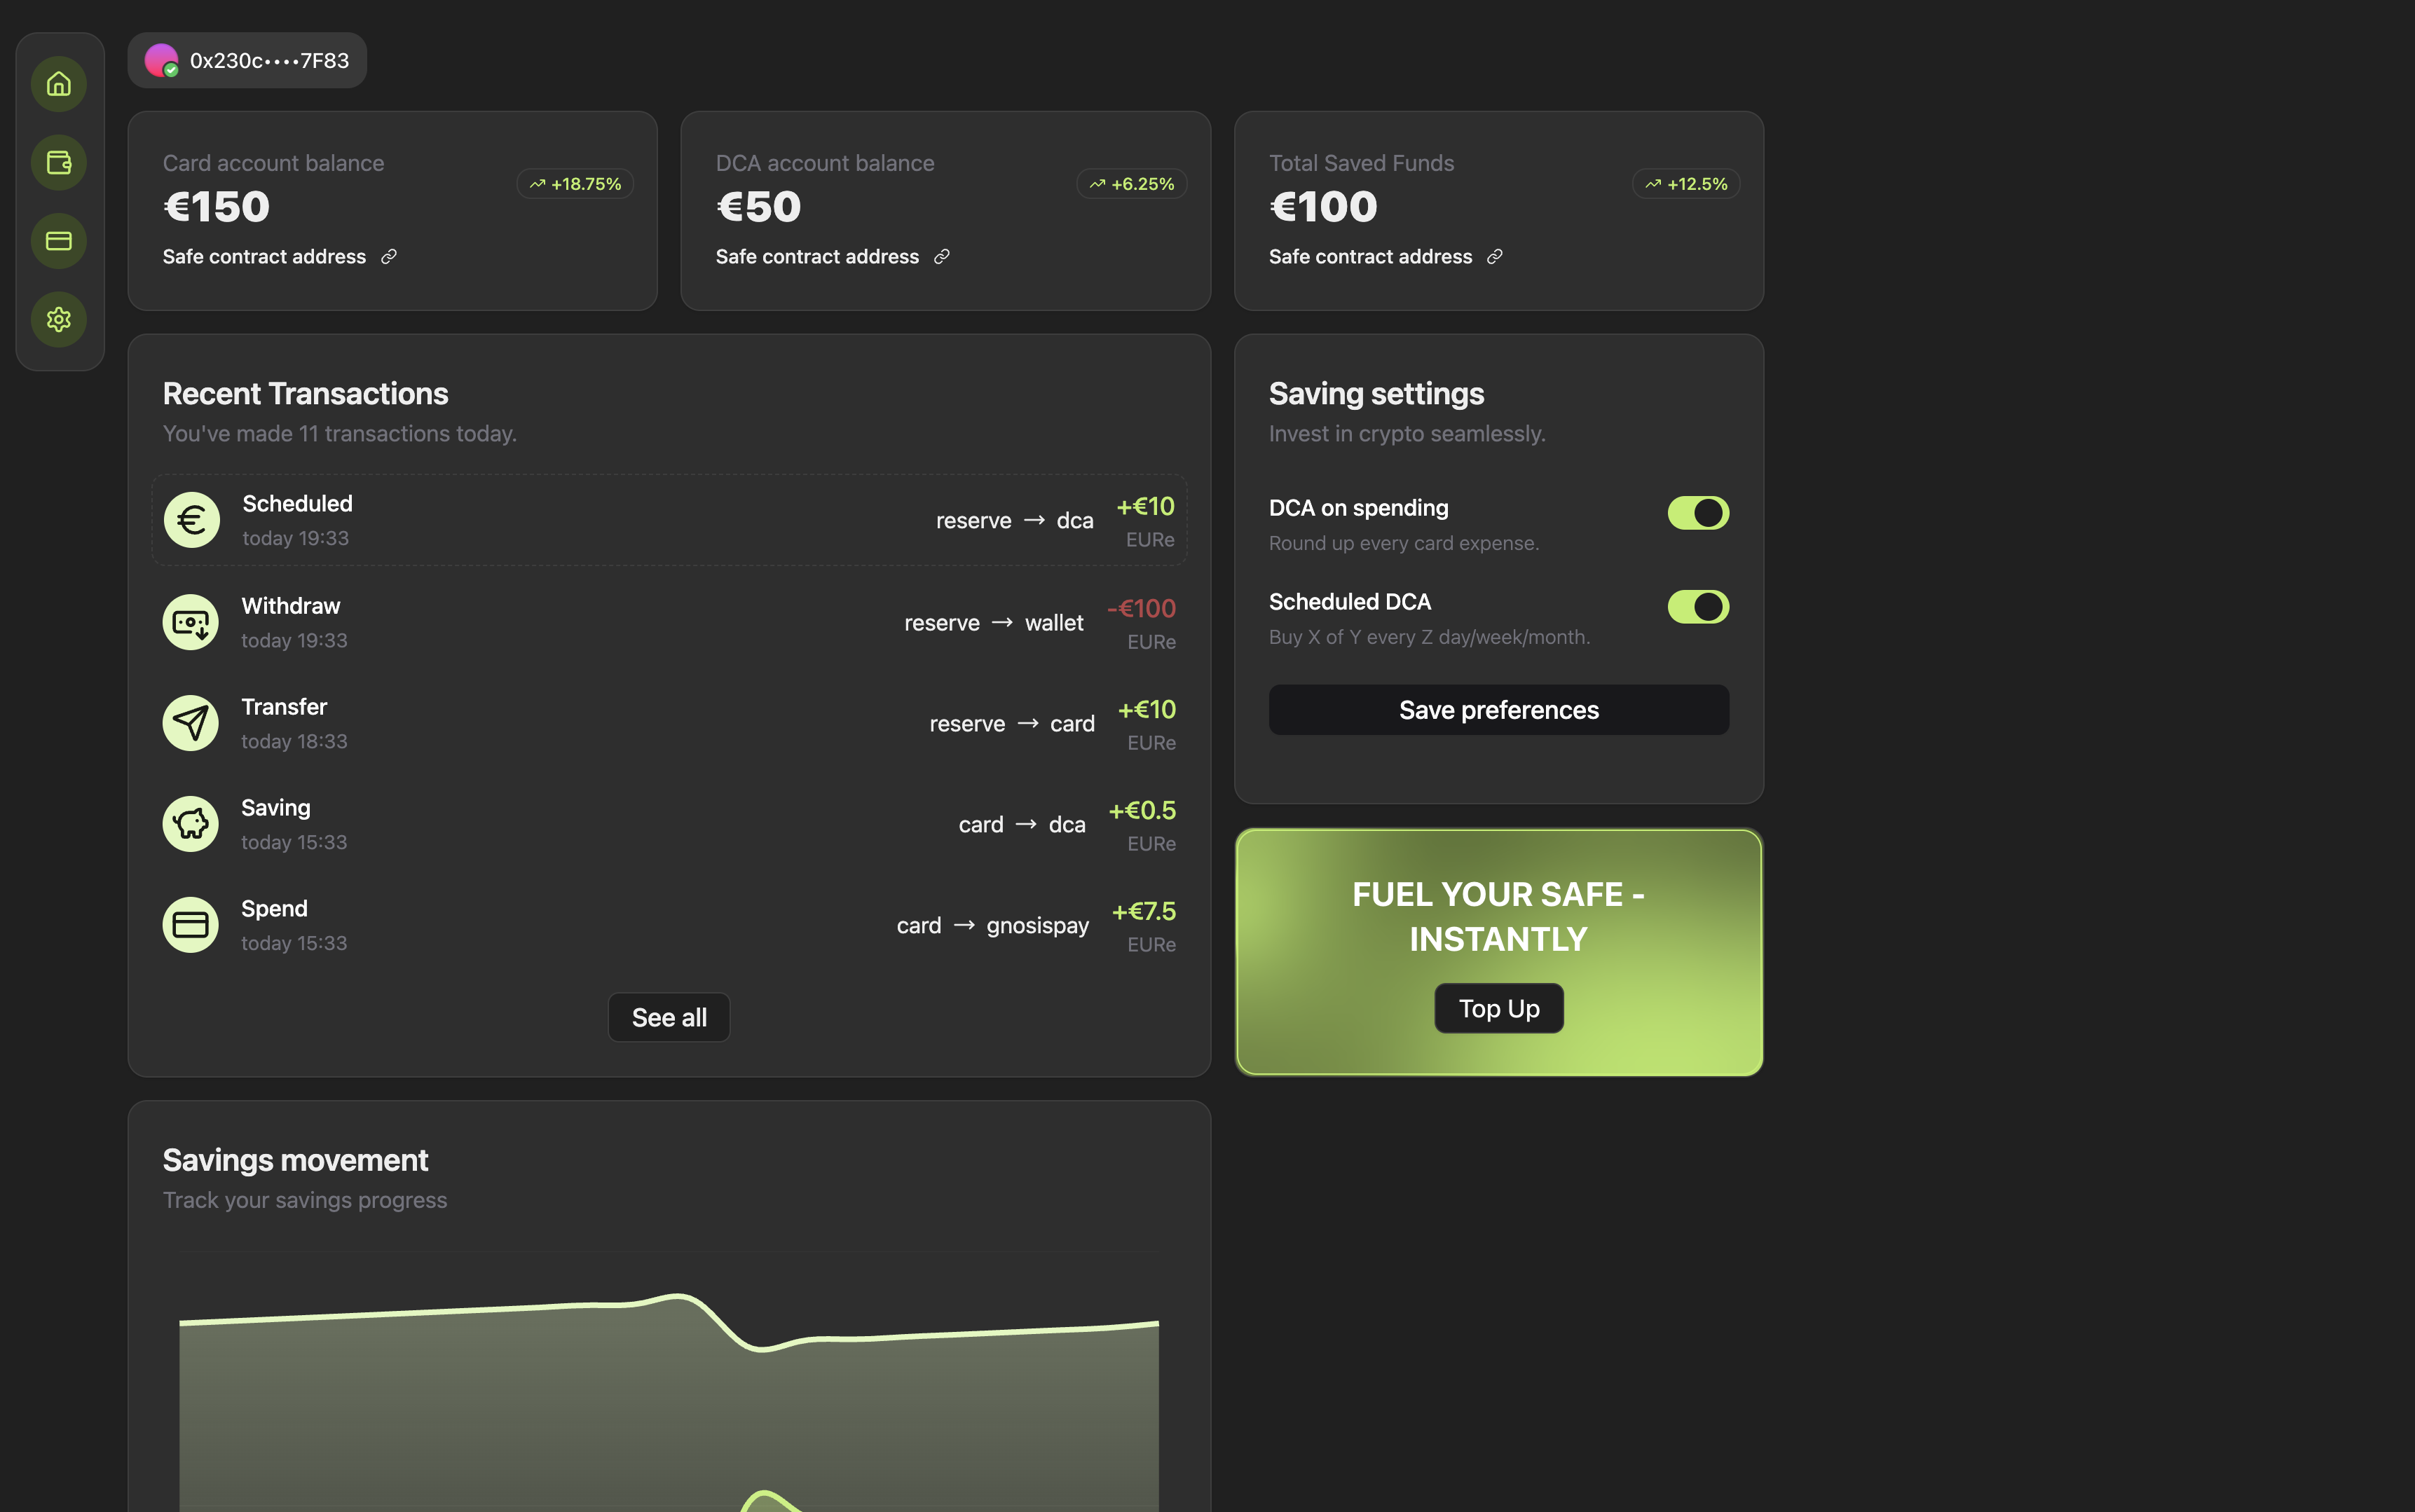 0x230c••••7F83
Card account balance
€150
+18.75%
Safe contract address
DCA account balance
€50
+6.25%
Safe contract address
Total Saved Funds
€100
+12.5%
Safe contract address
Recent Transactions
You've made 11 transactions today.
Scheduled
today 19:33
reserve → dca
+€10
EURe
Withdraw
today 19:33
reserve → wallet
-€100
EURe
Transfer
today 18:33
reserve → card
+€10
EURe
Saving
today 15:33
card → dca
+€0.5
EURe
Spend
today 15:33
card → gnosispay
+€7.5
EURe
See all
Saving settings
Invest in crypto seamlessly.
DCA on spending
Round up every card expense.
Scheduled DCA
Buy X of Y every Z day/week/month.
Save preferences
FUEL YOUR SAFE -
INSTANTLY
Top Up
Savings movement
Track your savings progress